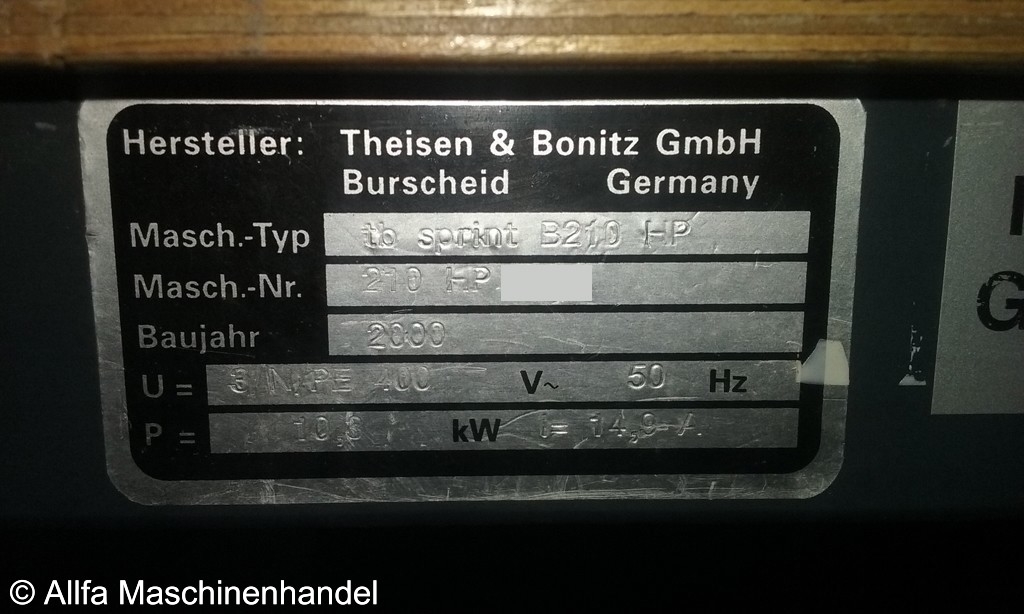 Hersteller: Theisen & Bonitz GmbH
Burscheid Germany
Masch.-Typ tb sprint B210 HP
Masch.-Nr. 210 HP
Baujahr 2000
U = 3 N/PE 400 V~ 50 Hz
P = 10,3 kW I= 14,9 A
G
© Allfa Maschinenhandel